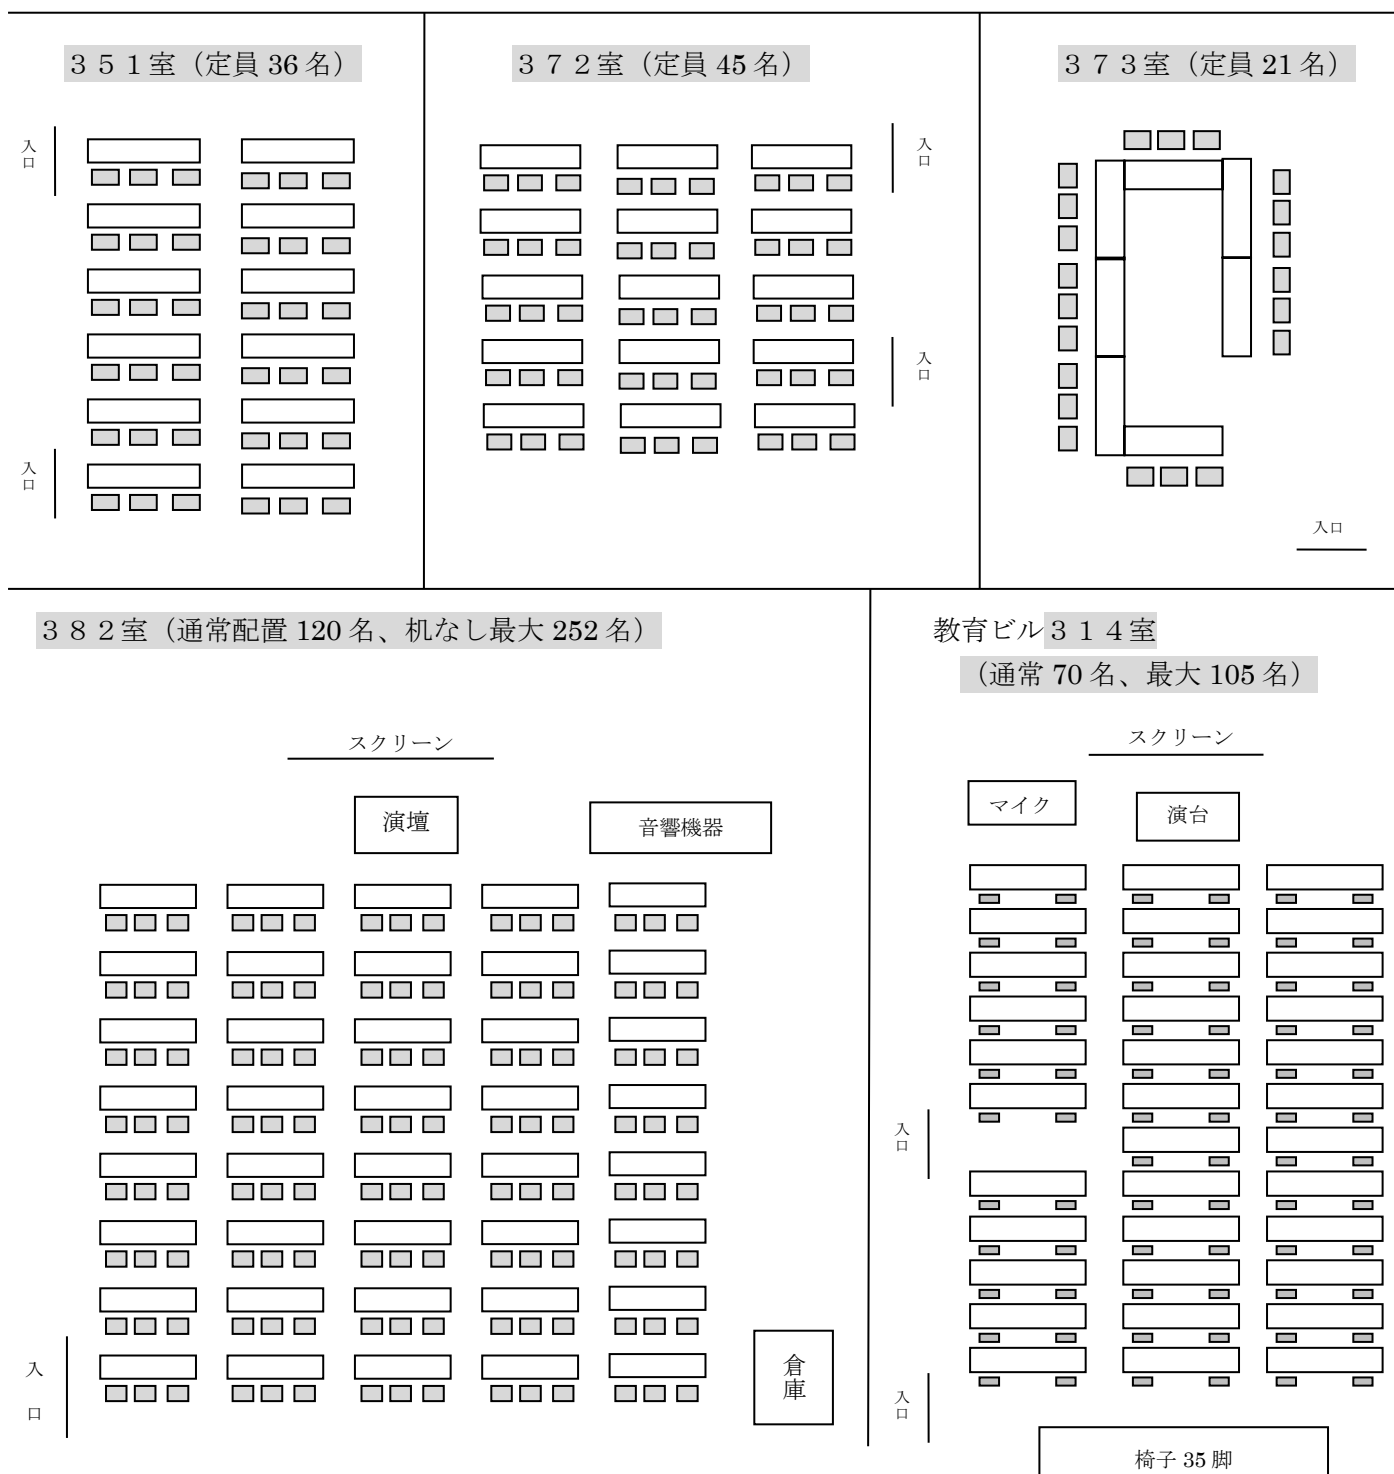 ３５１室（定員 36 名）
入口
入口
３７２室（定員 45 名）
入口
入口
３７３室（定員 21 名）
入口
３８２室（通常配置 120 名、机なし最大 252 名）
スクリーン
演壇
音響機器
入口
倉庫
教育ビル３１４室
（通常 70 名、最大 105 名）
スクリーン
マイク
演台
入口
入口
椅子 35 脚